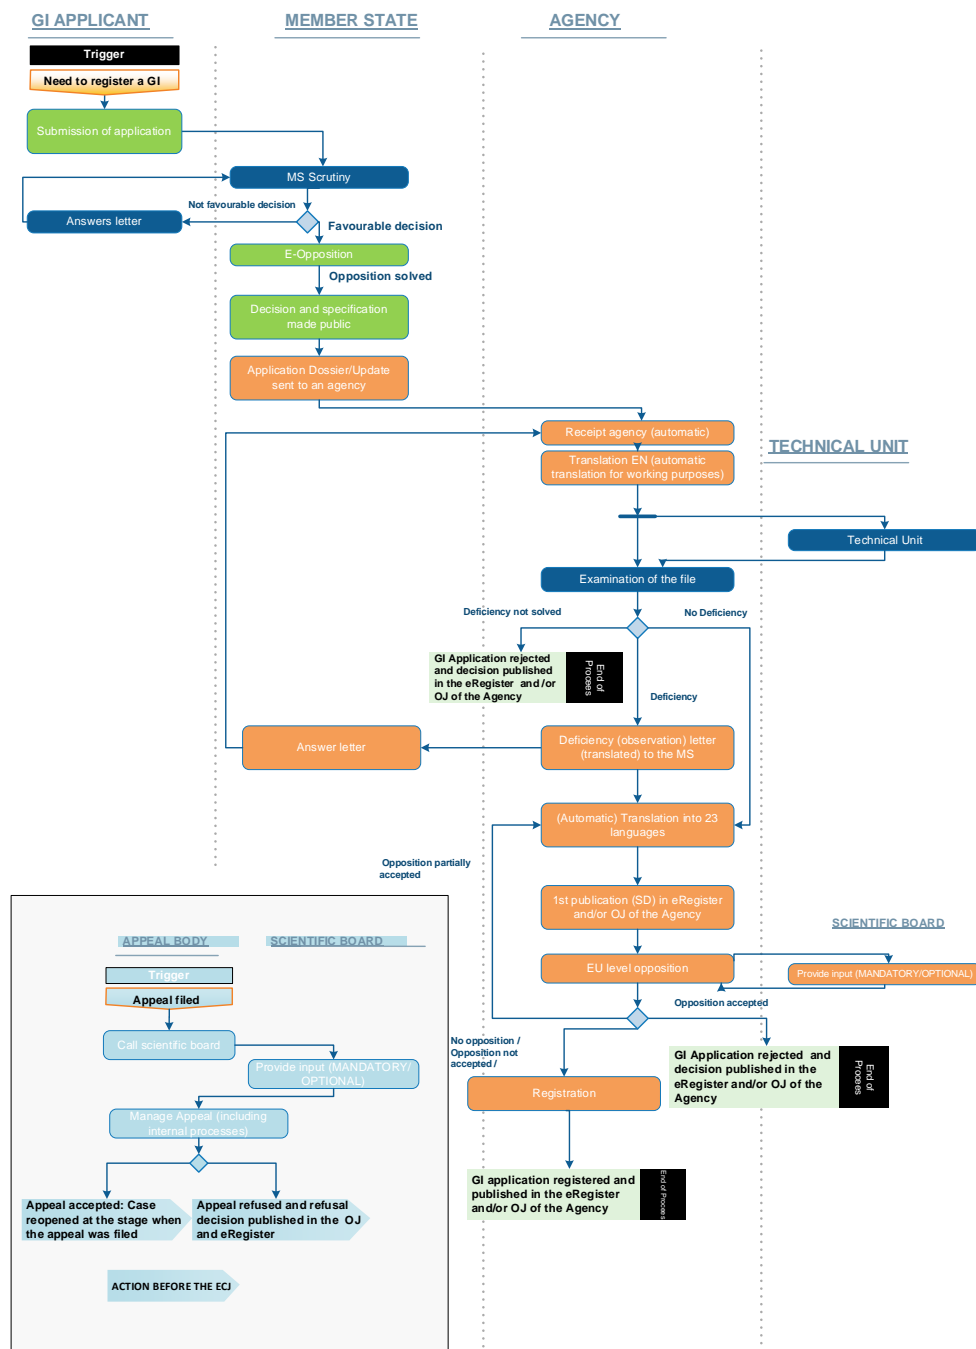 GI APPLICANT
MEMBER STATE
AGENCY
Trigger
Need to register a GI
Submission of application
MS Scrutiny
Not favourable decision
Answers letter
Favourable decision
E-Opposition
Opposition solved
Decision and specification
made public
Application Dossier/Update
sent to an agency
Receipt agency (automatic)
TECHNICAL UNIT
Translation EN (automatic
translation for working purposes)
Technical Unit
Examination of the file
Deficiency not solved
No Deficiency
GI Application rejected
and decision published
in the eRegister and /or
OJ of the Agency
End of
Procees
Deficiency
Answer letter
Deficiency (observation) letter
(translated) to the MS
(Automatic) Translation into 23
languages
Opposition partially
accepted
1st publication (SD) in eRegister
and/or OJ of the Agency
SCIENTIFIC BOARD
EU level opposition
Provide input (MANDATORY/OPTIONAL)
Opposition accepted
No opposition /
Opposition not
accepted /
GI Application rejected and
decision published in the
eRegister and/or OJ of the
Agency
End of
Procees
Registration
GI application registered and
published in the eRegister
and/or OJ of the Agency
End of Procees
APPEAL BODY
SCIENTIFIC BOARD
Trigger
Appeal filed
Call scientific board
Provide input (MANDATORY/
OPTIONAL)
Manage Appeal (including
internal processes)
Appeal accepted: Case
reopened at the stage when
the appeal was filed
Appeal refused and refusal
decision published in the OJ
and eRegister
ACTION BEFORE THE ECJ